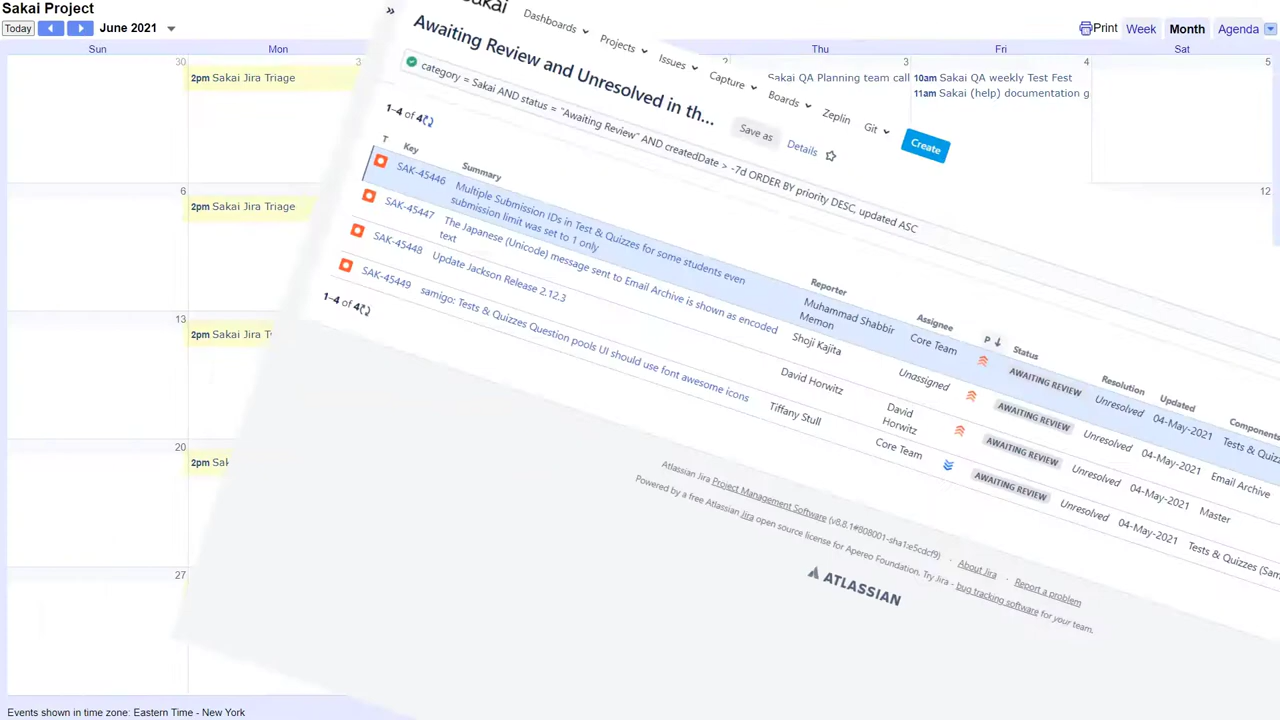 Sakai Project
Today
June 2021
Print Week Month Agenda
Sun Mon Thu Fri Sat
30
2pm Sakai Jira Triage
3
Sakai QA Planning team call
10am Sakai QA weekly Test Fest
11am Sakai (help) documentation g
4
5
6
2pm Sakai Jira Triage
12
13
2pm Sakai Jira T
20
2pm Sak
27
Events shown in time zone: Eastern Time - New York
Dashboards Projects Issues Capture Boards Zeplin Git Create
Awaiting Review and Unresolved in th...
Save as Details
category = Sakai AND status = "Awaiting Review" AND createdDate > -7d ORDER BY priority DESC, updated ASC
1–4 of 4
T Key Summary Reporter Assignee P Status Resolution Updated Components
SAK-45446 Multiple Submission IDs in Test & Quizzes for some students even submission limit was set to 1 only Muhammad Shabbir Memon Core Team AWAITING REVIEW Unresolved 04-May-2021 Tests & Quizz
SAK-45447 The Japanese (Unicode) message sent to Email Archive is shown as encoded text Shoji Kajita Unassigned AWAITING REVIEW Unresolved 04-May-2021 Email Archive
SAK-45448 Update Jackson Release 2.12.3 David Horwitz David Horwitz AWAITING REVIEW Unresolved 04-May-2021 Master
SAK-45449 samigo: Tests & Quizzes Question pools UI should use font awesome icons Tiffany Stull Core Team AWAITING REVIEW Unresolved 04-May-2021 Tests & Quizzes (Sam
1–4 of 4
Atlassian Jira Project Management Software (v8.8.1#808001-sha1:e5cdcf9) · About Jira · Report a problem
Powered by a free Atlassian Jira open source license for Apereo Foundation. Try Jira - bug tracking software for your team.
ATLASSIAN